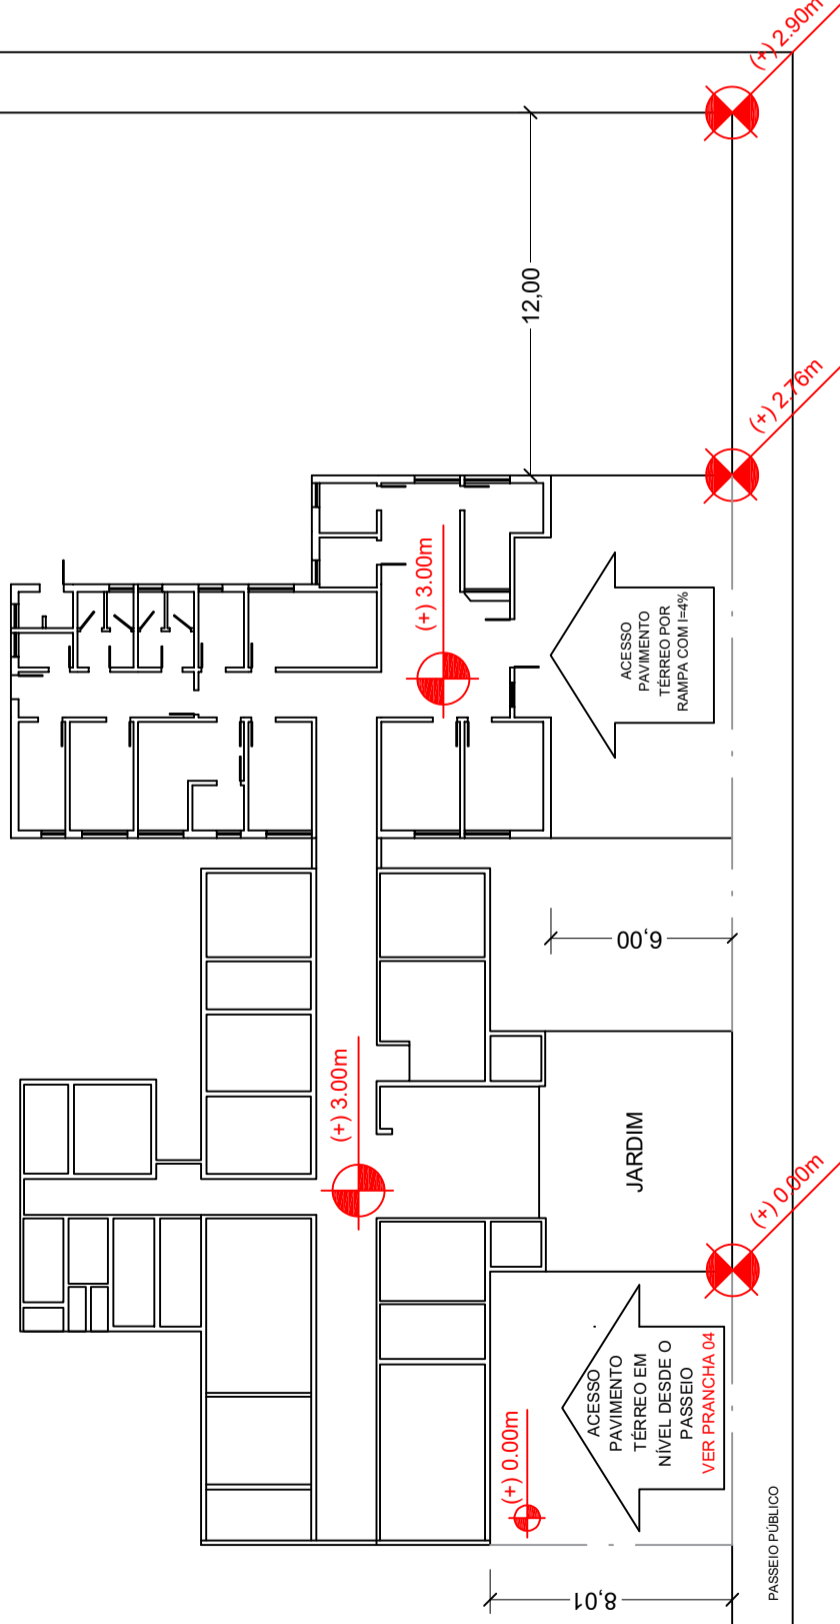 (+) 2.90m
12,00
(+) 2.76m
(+) 3.00m
ACESSO
PAVIMENTO
TÉRREO POR
RAMPA COM I=4%
6,00
(+) 3.00m
JARDIM
(+) 0.00m
ACESSO
PAVIMENTO
TÉRREO EM
NÍVEL DESDE O
PASSEIO
VER PRANCHA 04
(+) 0.00m
PASSEIO PÚBLICO
8,01